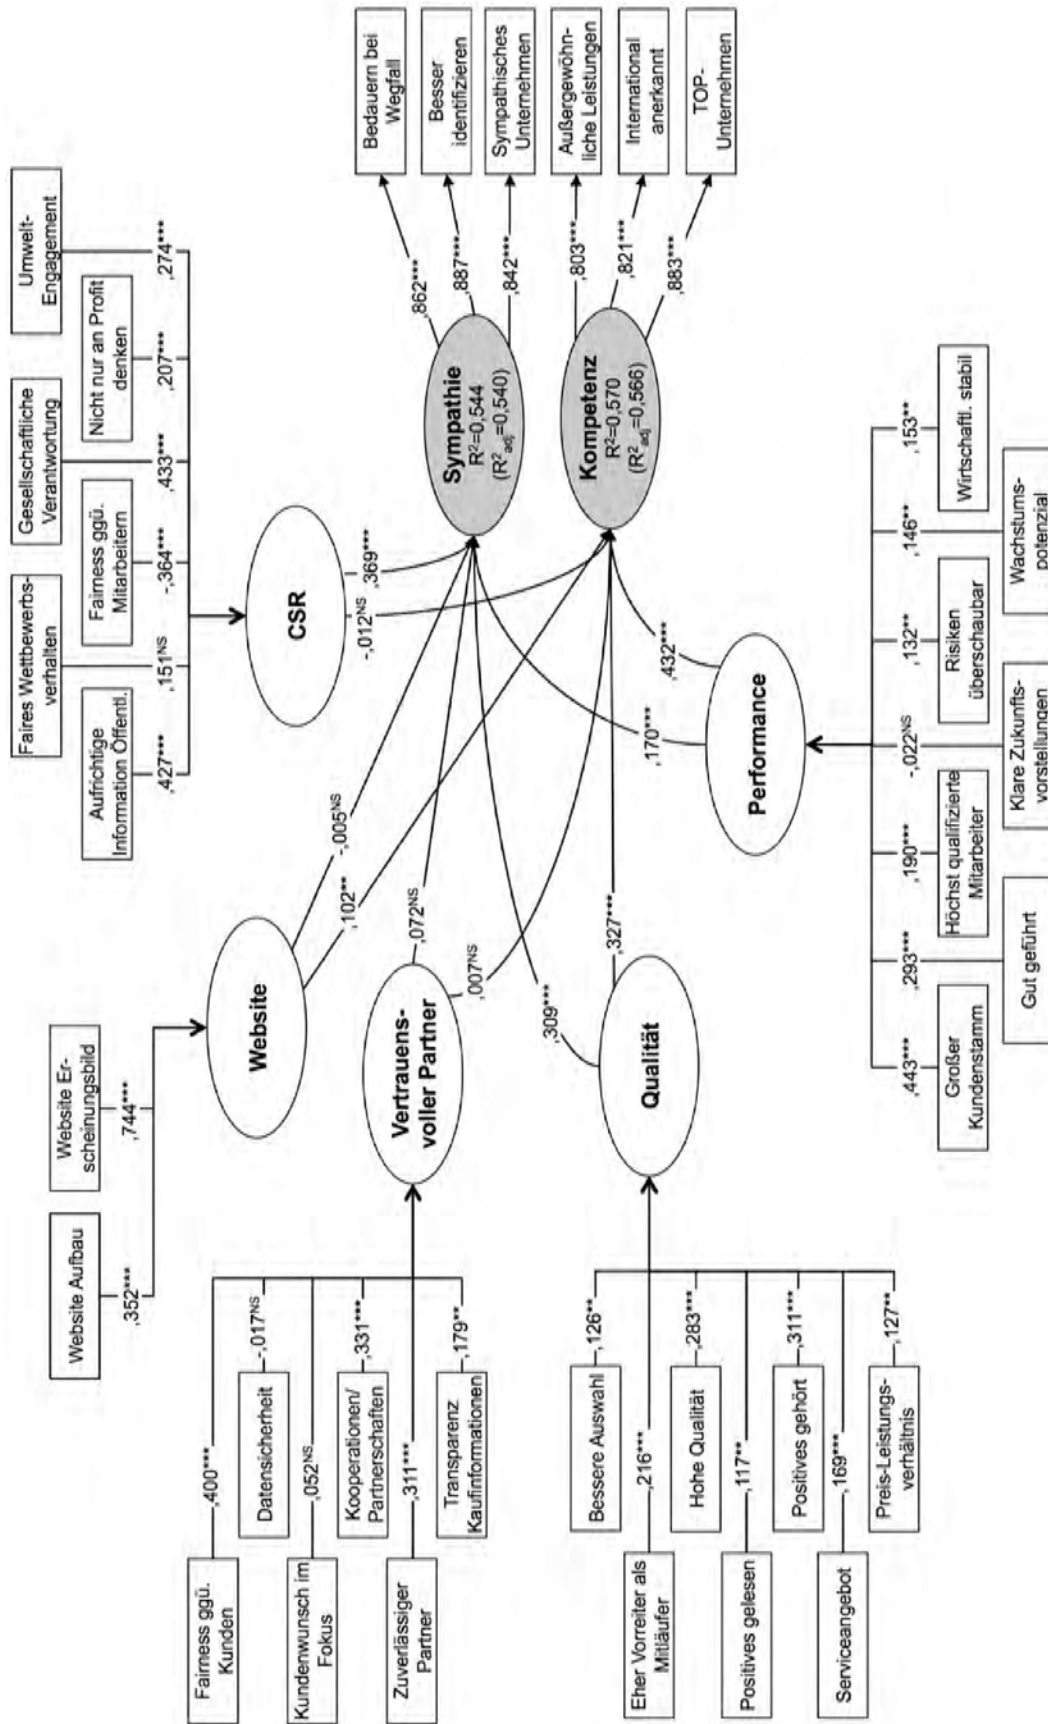 Website Aufbau
,352***
Website Er-
scheinungsbild
,744***
Website
Aufrichtige
Information Öffentl.
,427***
Faires Wettbewerbs-
verhalten
,151NS
Fairness ggü.
Mitarbeitern
-,364***
Gesellschaftliche
Verantwortung
,433***
Nicht nur an Profit
denken
,207***
Umwelt-
Engagement
,274***
CSR
Fairness ggü.
Kunden
,400***
Datensicherheit
-,017NS
Kundenwunsch im
Fokus
,052NS
Kooperationen/
Partnerschaften
,331***
Zuverlässiger
Partner
,311***
Transparenz
Kaufinformationen
,179**
Vertrauens-
voller Partner
Bessere Auswahl
,126**
Eher Vorreiter als
Mitläufer
,216***
Hohe Qualität
,283***
Positives gelesen
,117**
Positives gehört
,311***
Serviceangebot
,169***
Preis-Leistungs-
verhältnis
,127**
Qualität
Großer
Kundenstamm
,443***
Gut geführt
,293***
Höchst qualifizierte
Mitarbeiter
,190***
Klare Zukunfts-
vorstellungen
-,022NS
Risiken
überschaubar
,132**
Wachstums-
potenzial
,146**
Wirtschaftl. stabil
,153**
Performance
-,005NS
,102**
,369***
-,012NS
,072NS
,007NS
,309***
,327***
,170***
,432***
Sympathie
R²=0,544
(R²adj=0,540)
Kompetenz
R²=0,570
(R²adj=0,566)
,862***
Bedauern bei
Wegfall
,887***
Besser
identifizieren
,842***
Sympathisches
Unternehmen
,803***
Außergewöhn-
liche Leistungen
,821***
International
anerkannt
,883***
TOP-
Unternehmen